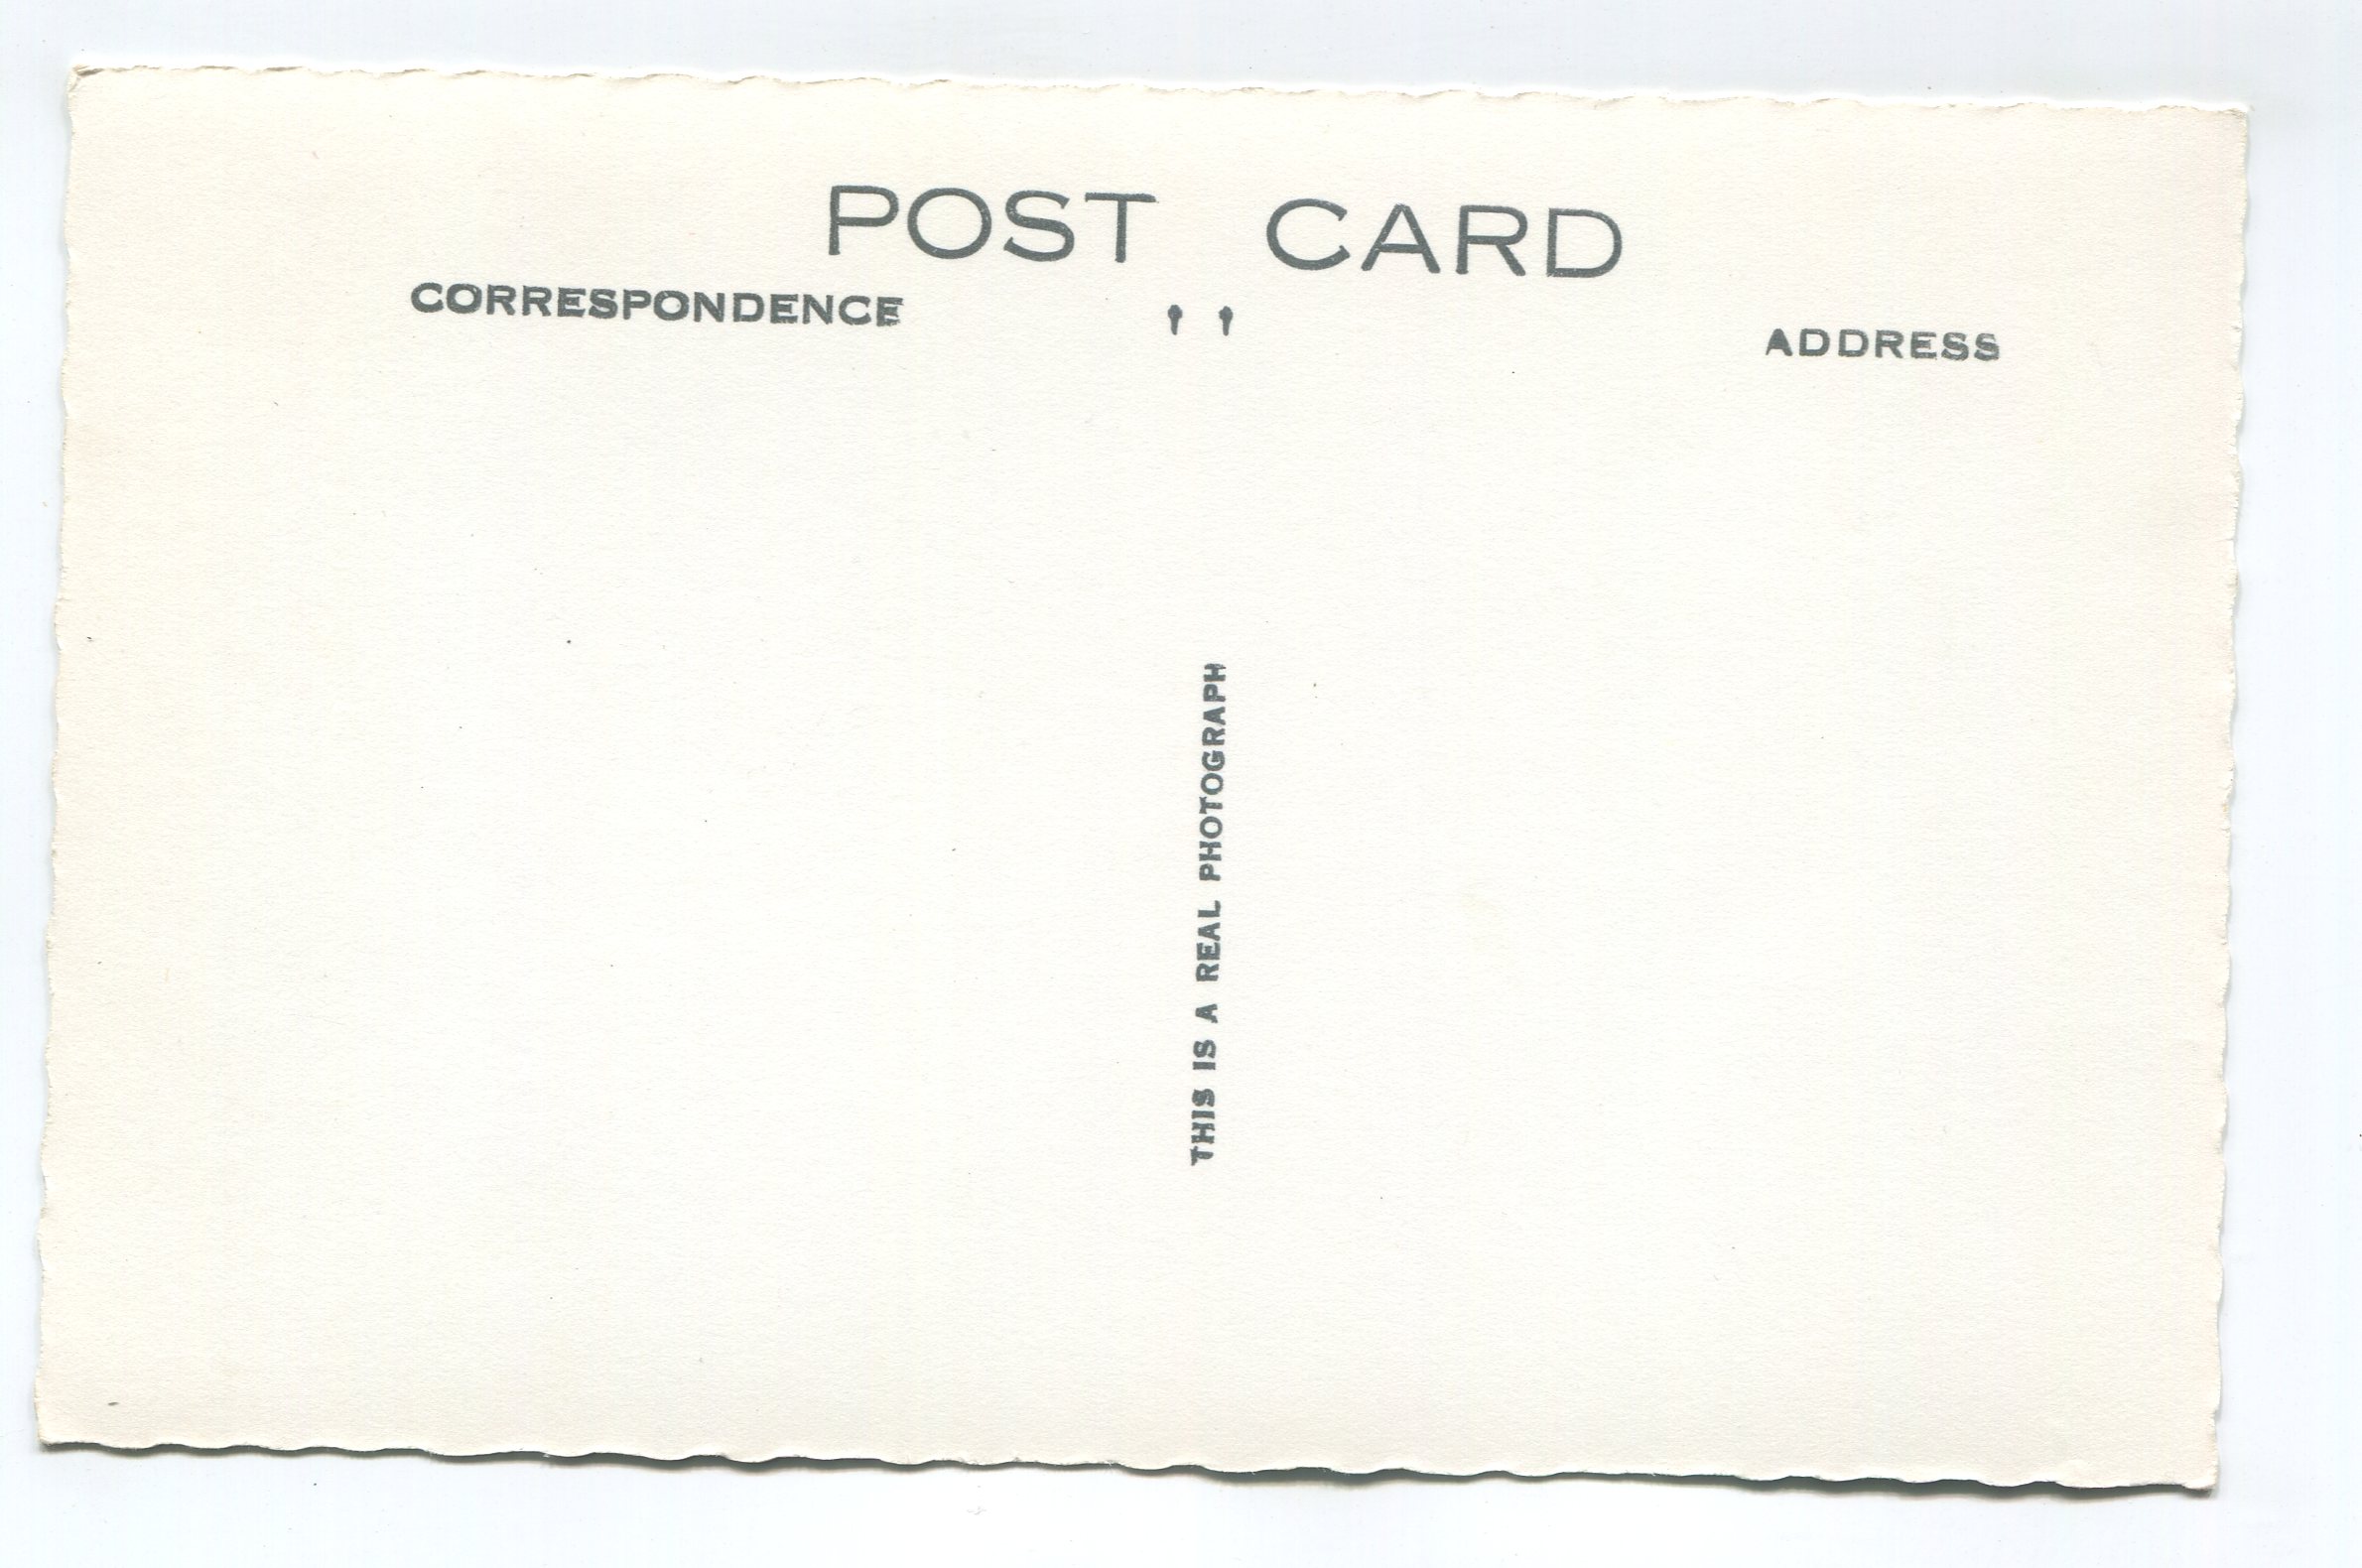 POST CARD
CORRESPONDENCE
ADDRESS
THIS IS A REAL PHOTOGRAPH